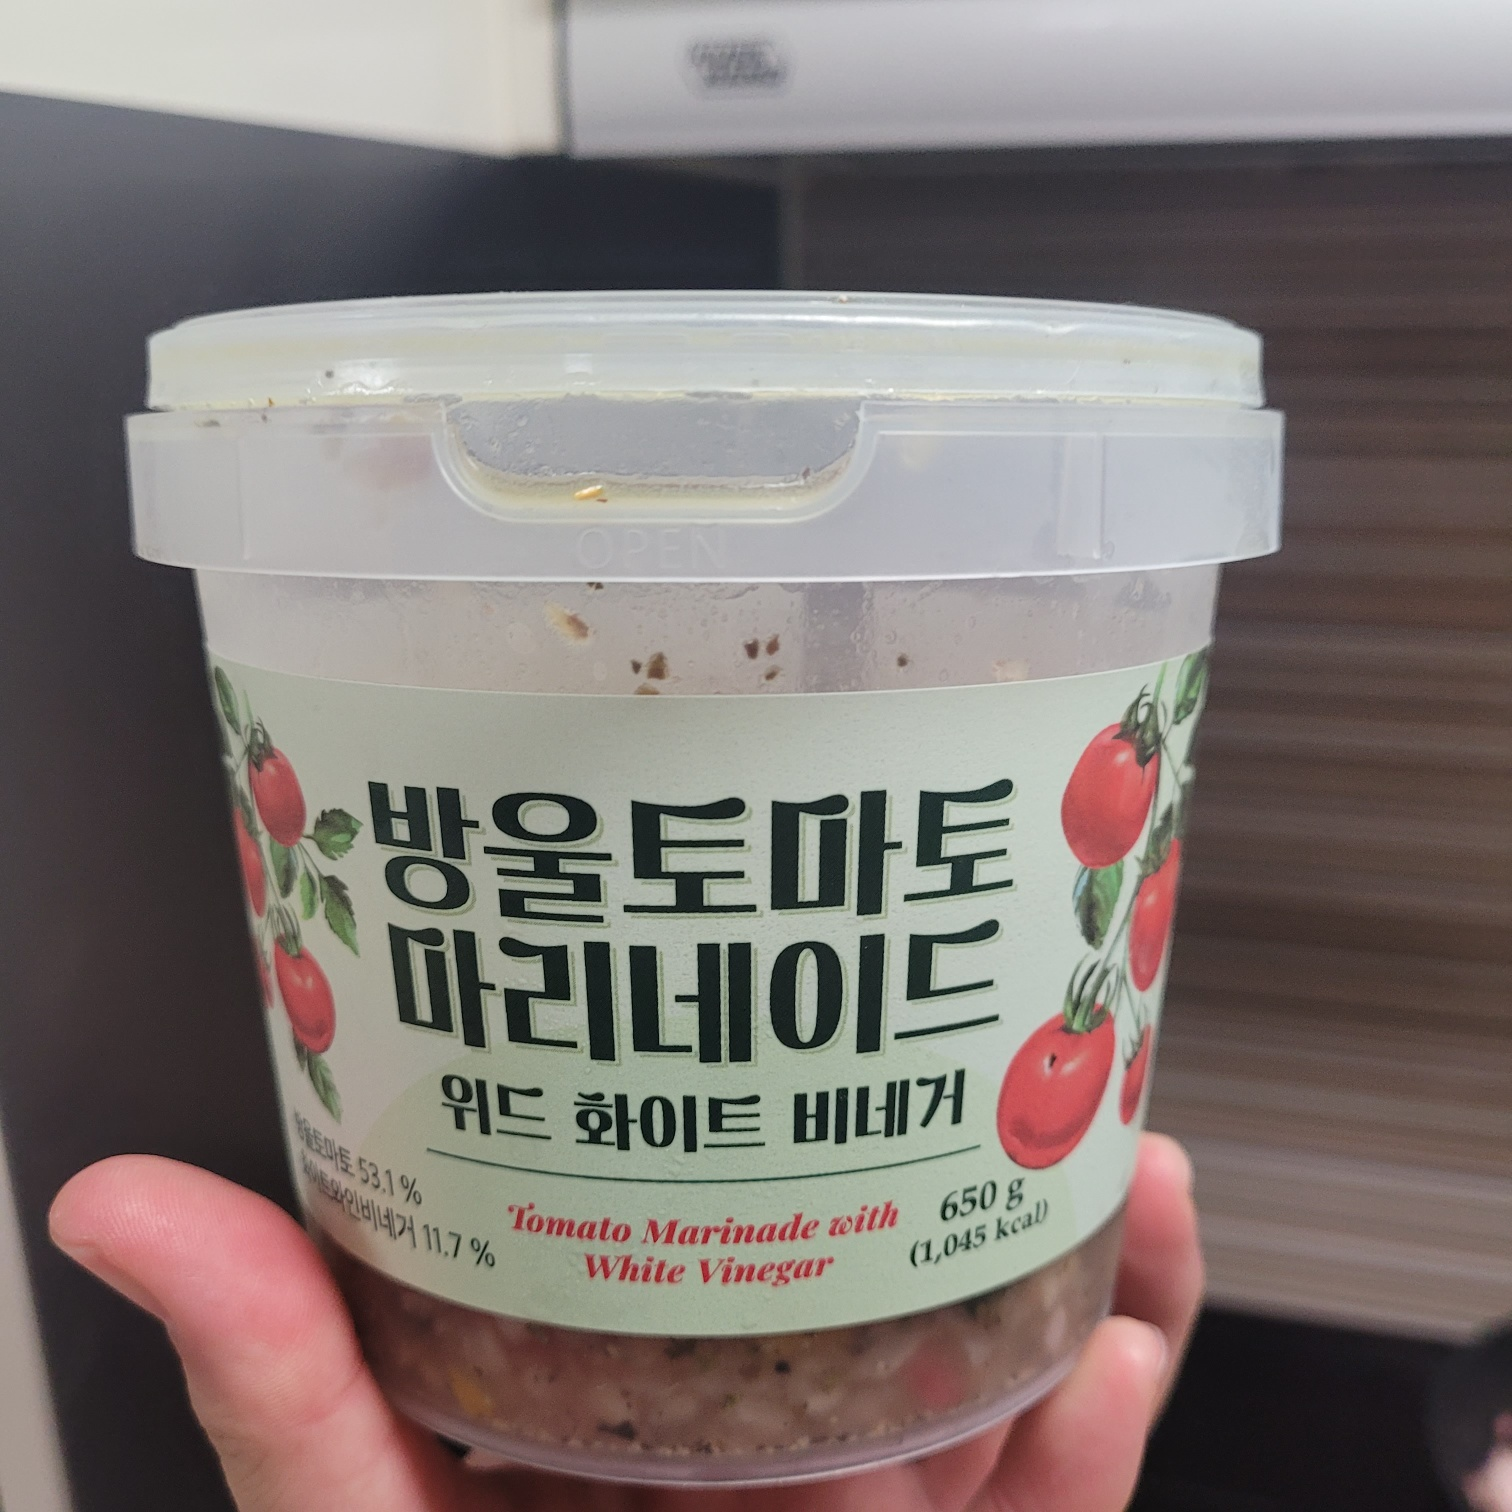 OPEN
방울토마토
마리네이드
위드 화이트 비네거
방울토마토 53.1 %
화이트와인비네거 11.7 %
Tomato Marinade with
White Vinegar
650 g
(1,045 kcal)